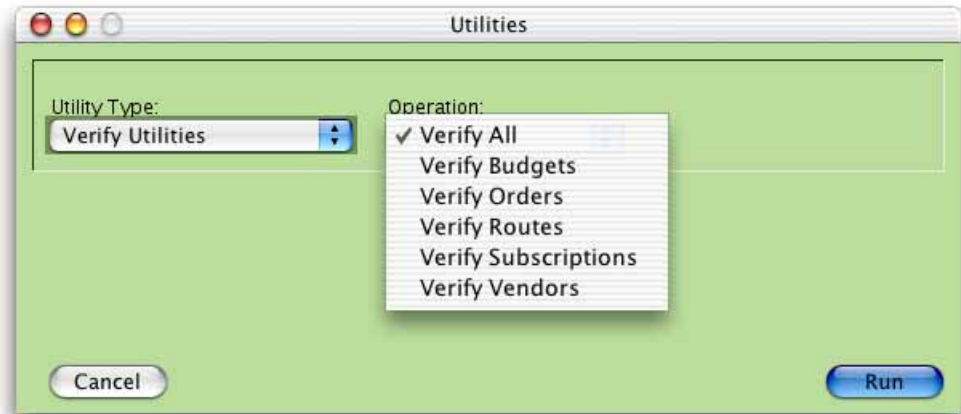 Utilities
Utility Type:
Operation:
Verify Utilities
Verify All
Verify Budgets
Verify Orders
Verify Routes
Verify Subscriptions
Verify Vendors
Cancel
Run